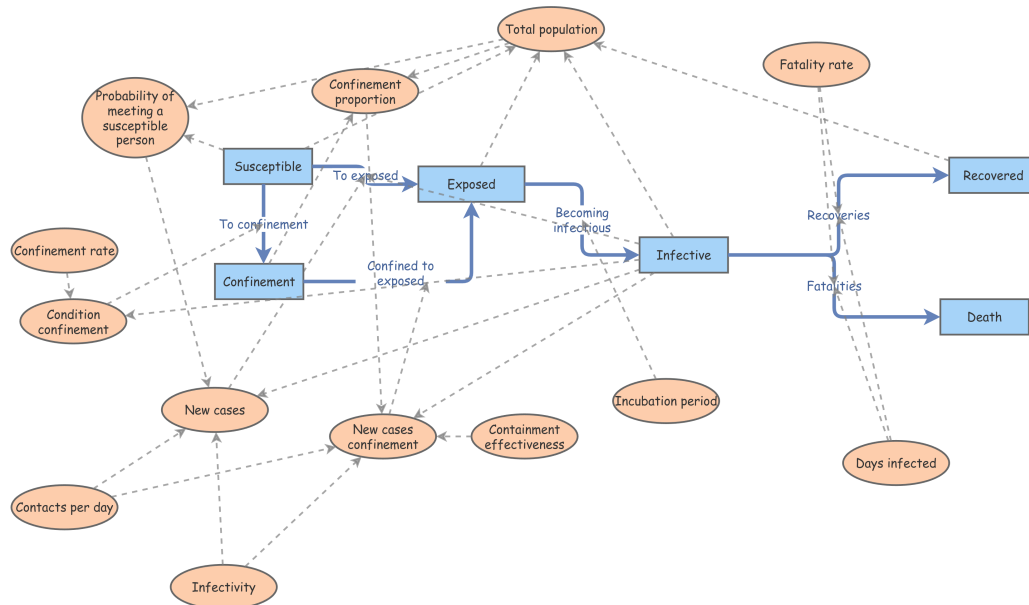 Total population
Fatality rate
Confinement
proportion
Probability of
meeting a
susceptible
person
Susceptible
To exposed
Exposed
Recovered
Becoming
infectious
Recoveries
To confinement
Confinement rate
Infective
Confined to
exposed
Confinement
Fatalities
Condition
confinement
Death
Incubation period
New cases
New cases
confinement
Containment
effectiveness
Days infected
Contacts per day
Infectivity